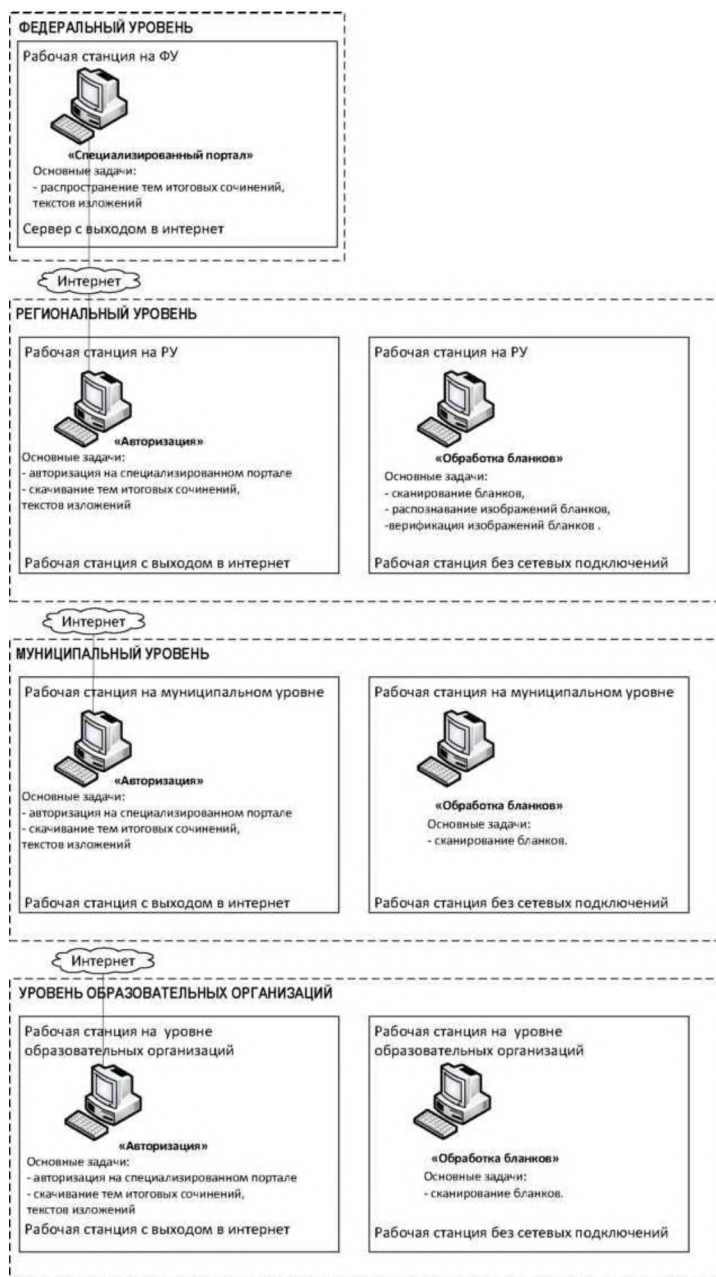 ФЕДЕРАЛЬНЫЙ УРОВЕНЬ
Рабочая станция на ФУ
«Специализированный портал»
Основные задачи:
- распространение тем итоговых сочинений,
текстов изложений
Сервер с выходом в интернет
Интернет
РЕГИОНАЛЬНЫЙ УРОВЕНЬ
Рабочая станция на РУ
«Авторизация»
Основные задачи:
- авторизация на специализированном портале
- скачивание тем итоговых сочинений,
текстов изложений
Рабочая станция с выходом в интернет
Рабочая станция на РУ
«Обработка бланков»
Основные задачи:
- сканирование бланков,
- распознавание изображений бланков,
-верификация изображений бланков .
Рабочая станция без сетевых подключений
Интернет
МУНИЦИПАЛЬНЫЙ УРОВЕНЬ
Рабочая станция на муниципальном уровне
«Авторизация»
Основные задачи:
- авторизация на специализированном портале
- скачивание тем итоговых сочинений,
текстов изложений
Рабочая станция с выходом в интернет
Рабочая станция на муниципальном уровне
«Обработка бланков»
Основные задачи:
- сканирование бланков.
Рабочая станция без сетевых подключений
Интернет
УРОВЕНЬ ОБРАЗОВАТЕЛЬНЫХ ОРГАНИЗАЦИЙ
Рабочая станция на уровне
образовательных организаций
«Авторизация»
Основные задачи:
- авторизация на специализированном портале
- скачивание тем итоговых сочинений,
текстов изложений
Рабочая станция с выходом в интернет
Рабочая станция на уровне
образовательных организаций
«Обработка бланков»
Основные задачи:
- сканирование бланков.
Рабочая станция без сетевых подключений